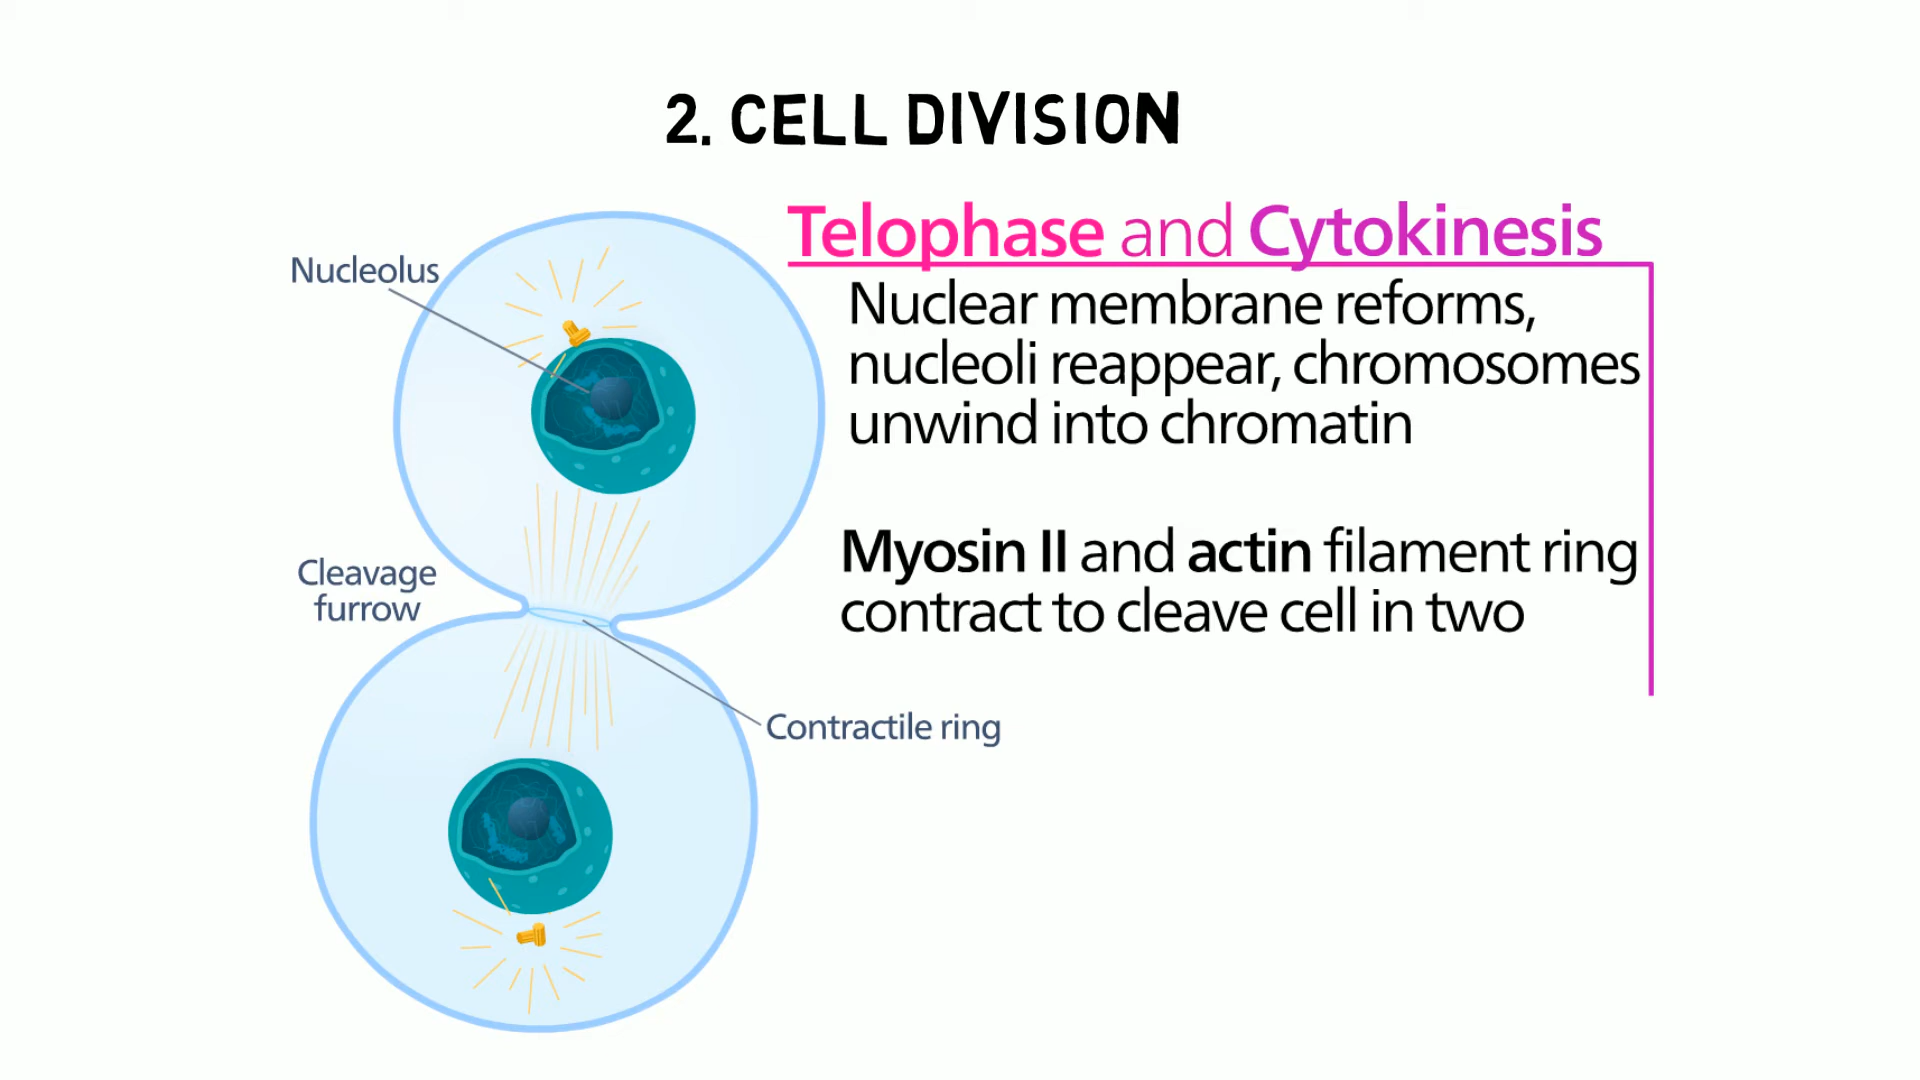 2. CELL DIVISION
Telophase and Cytokinesis
Nuclear membrane reforms,
nucleoli reappear, chromosomes
unwind into chromatin
Myosin II and actin filament ring
contract to cleave cell in two
Nucleolus
Cleavage
furrow
Contractile ring